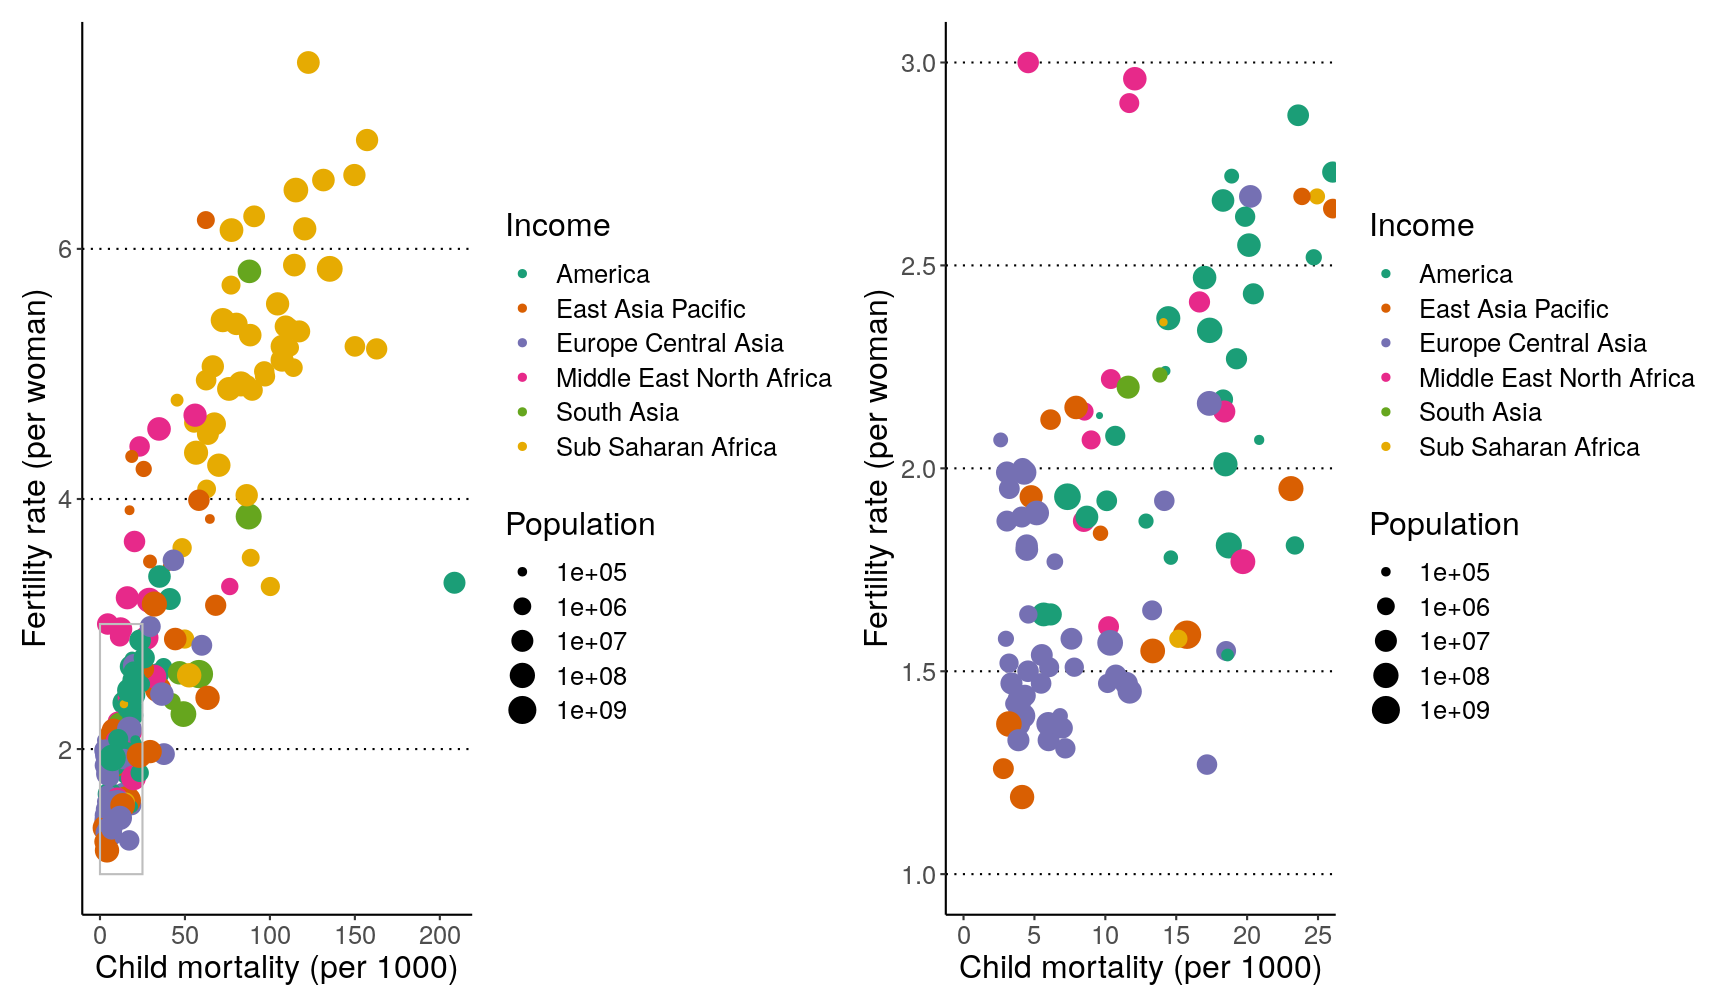 Fertility rate (per woman)
6
4
2
0 50 100 150 200
Child mortality (per 1000)
Income
America
East Asia Pacific
Europe Central Asia
Middle East North Africa
South Asia
Sub Saharan Africa
Population
1e+05
1e+06
1e+07
1e+08
1e+09
Fertility rate (per woman)
3.0
2.5
2.0
1.5
1.0
0 5 10 15 20 25
Child mortality (per 1000)
Income
America
East Asia Pacific
Europe Central Asia
Middle East North Africa
South Asia
Sub Saharan Africa
Population
1e+05
1e+06
1e+07
1e+08
1e+09